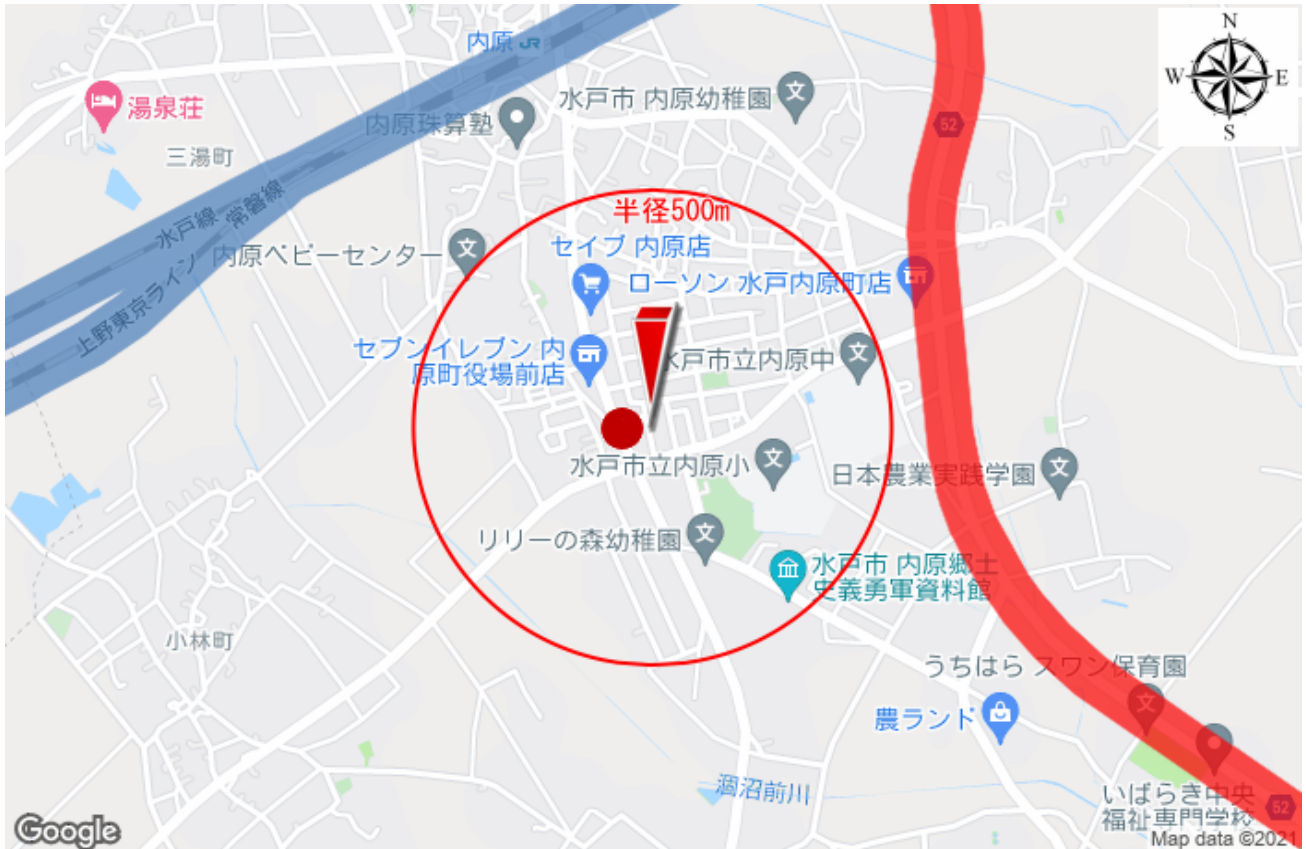 N
W
E
S
内原 JR
水戸市 内原幼稚園
文
52
湯泉荘
内原珠算塾
三湯町
半径500m
水戸線
常磐線
上野東京ライン
内原ベビーセンター
文
セイブ 内原店
ローソン 水戸内原町店
セブンイレブン 内
原町役場前店
水戸市立内原中
文
水戸市立内原小
文
日本農業実践学園
文
リリーの森幼稚園
文
水戸市 内原郷土
史義勇軍資料館
小林町
うちはら スワン保育園
文
農ランド
涸沼前川
いばらき中央
福祉専門学校
52
Google
Map data ©2021